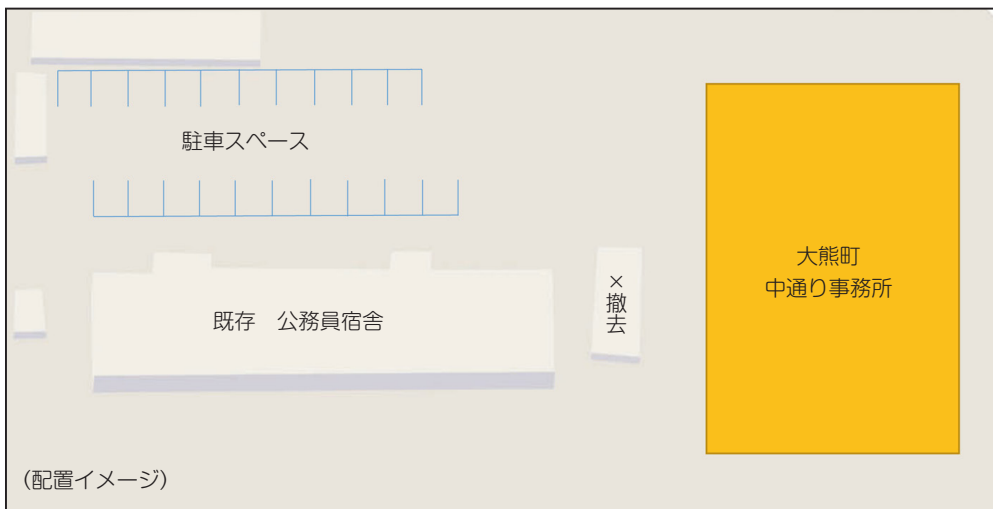 駐車スペース
大熊町
中通り事務所
×撤去
既存　公務員宿舎
(配置イメージ)